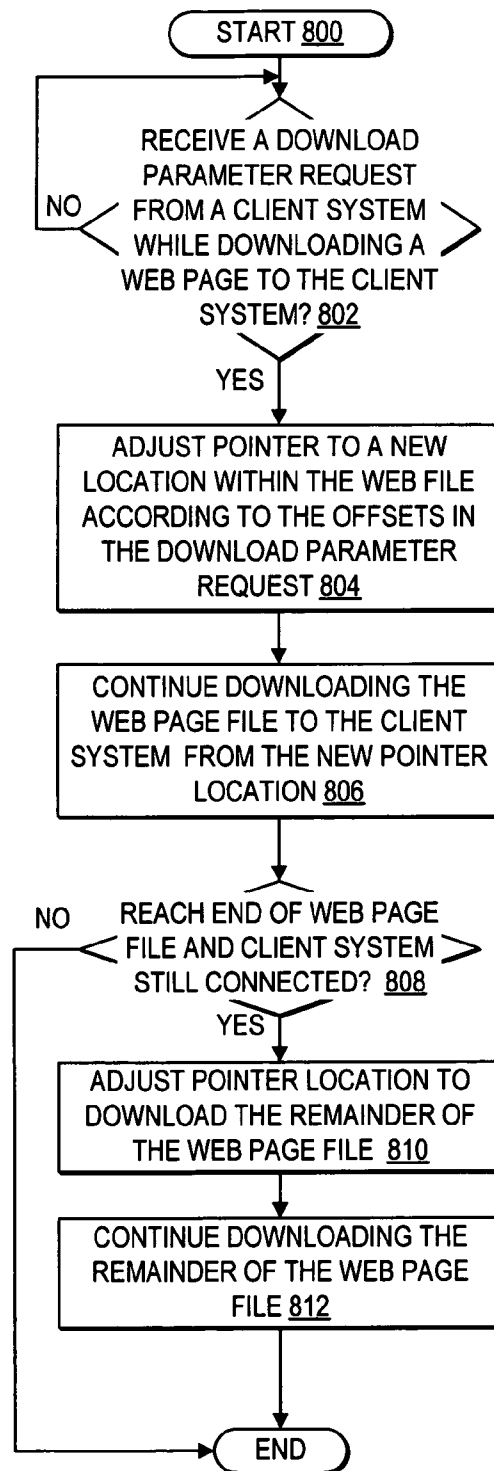 START 800
RECEIVE A DOWNLOAD
PARAMETER REQUEST
FROM A CLIENT SYSTEM
WHILE DOWNLOADING A
WEB PAGE TO THE CLIENT
SYSTEM? 802
NO
YES
ADJUST POINTER TO A NEW
LOCATION WITHIN THE WEB FILE
ACCORDING TO THE OFFSETS IN
THE DOWNLOAD PARAMETER
REQUEST 804
CONTINUE DOWNLOADING THE
WEB PAGE FILE TO THE CLIENT
SYSTEM FROM THE NEW POINTER
LOCATION 806
NO
REACH END OF WEB PAGE
FILE AND CLIENT SYSTEM
STILL CONNECTED? 808
YES
ADJUST POINTER LOCATION TO
DOWNLOAD THE REMAINDER OF
THE WEB PAGE FILE 810
CONTINUE DOWNLOADING THE
REMAINDER OF THE WEB PAGE
FILE 812
END